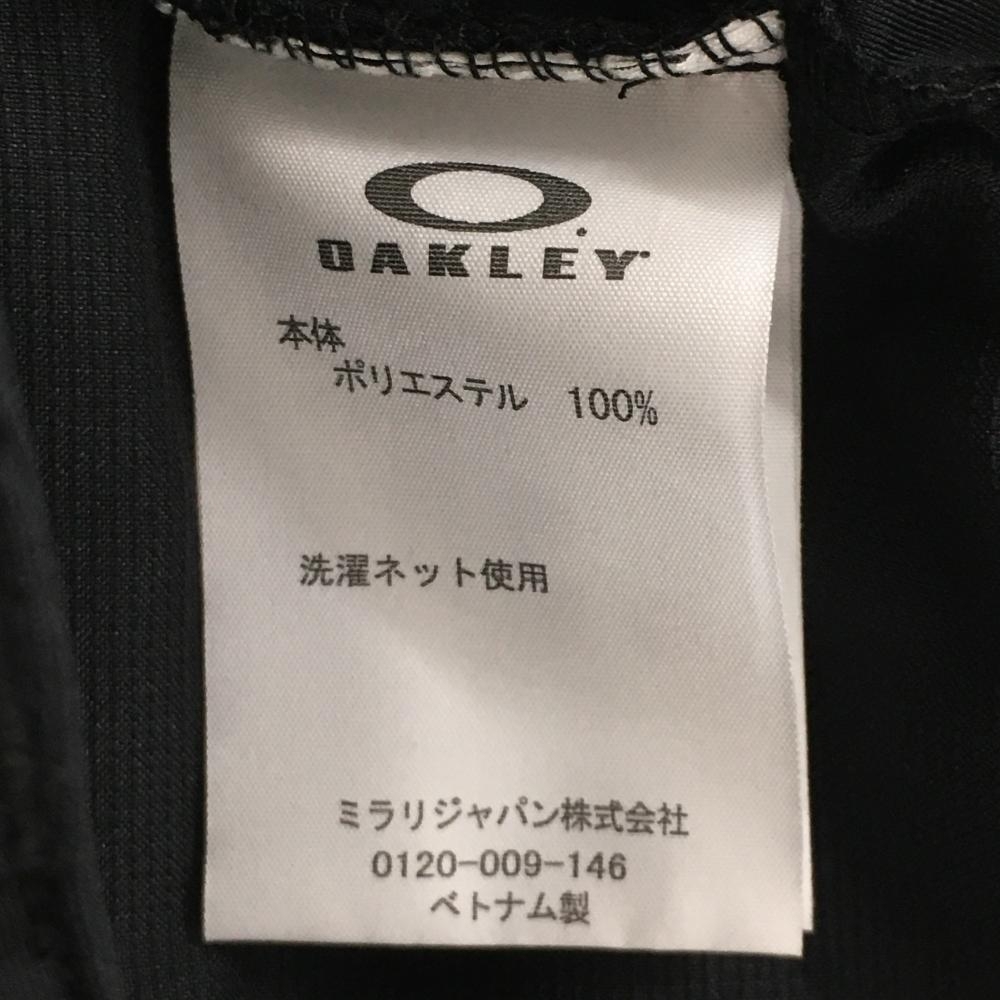 OAKLEY
本体
ポリエステル 100%
洗濯ネット使用
ミラリジャパン株式会社
0120-009-146
ベトナム製